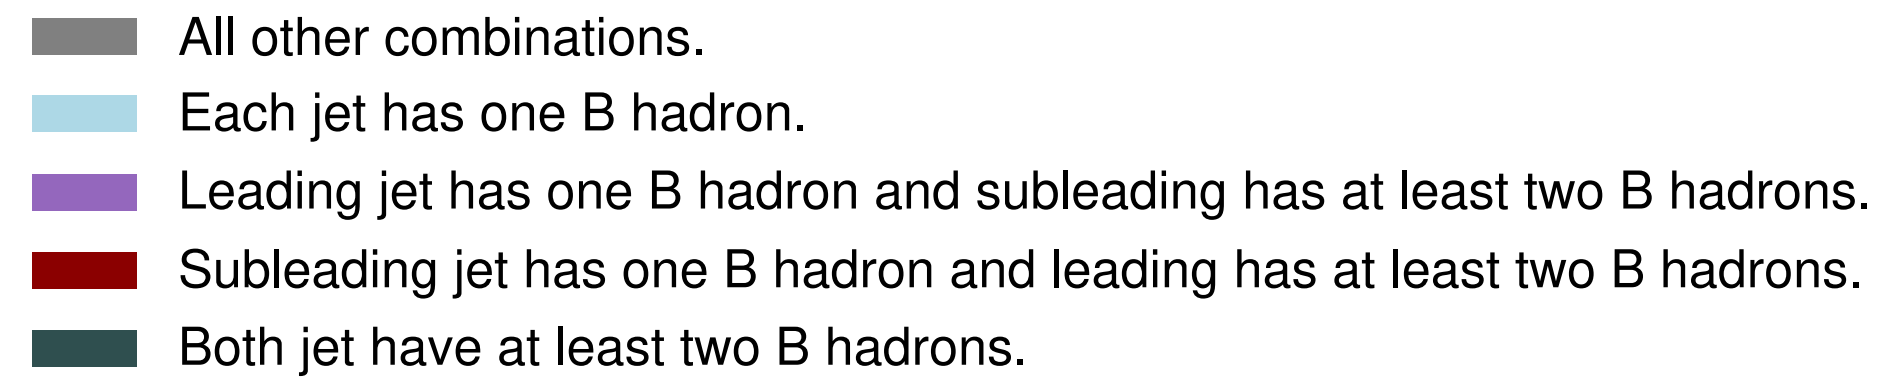 All other combinations.
Each jet has one B hadron.
Leading jet has one B hadron and subleading has at least two B hadrons.
Subleading jet has one B hadron and leading has at least two B hadrons.
Both jet have at least two B hadrons.